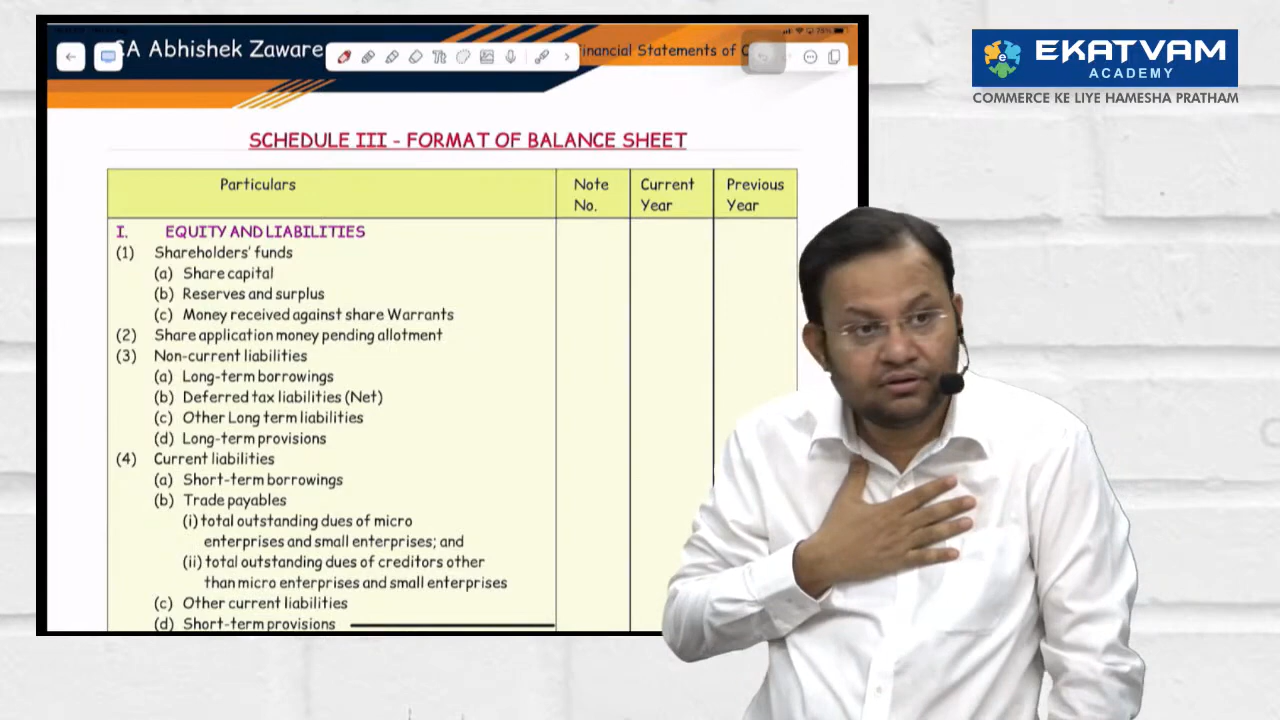 CA Abhishek Zaware
Financial Statements of C
EKATVAM
ACADEMY
COMMERCE KE LIYE HAMESHA PRATHAM
SCHEDULE III - FORMAT OF BALANCE SHEET
Particulars Note No. Current Year Previous Year
I. EQUITY AND LIABILITIES
(1) Shareholders' funds
(a) Share capital
(b) Reserves and surplus
(c) Money received against share Warrants
(2) Share application money pending allotment
(3) Non-current liabilities
(a) Long-term borrowings
(b) Deferred tax liabilities (Net)
(c) Other Long term liabilities
(d) Long-term provisions
(4) Current liabilities
(a) Short-term borrowings
(b) Trade payables
(i) total outstanding dues of micro
enterprises and small enterprises; and
(ii) total outstanding dues of creditors other
than micro enterprises and small enterprises
(c) Other current liabilities
(d) Short-term provisions